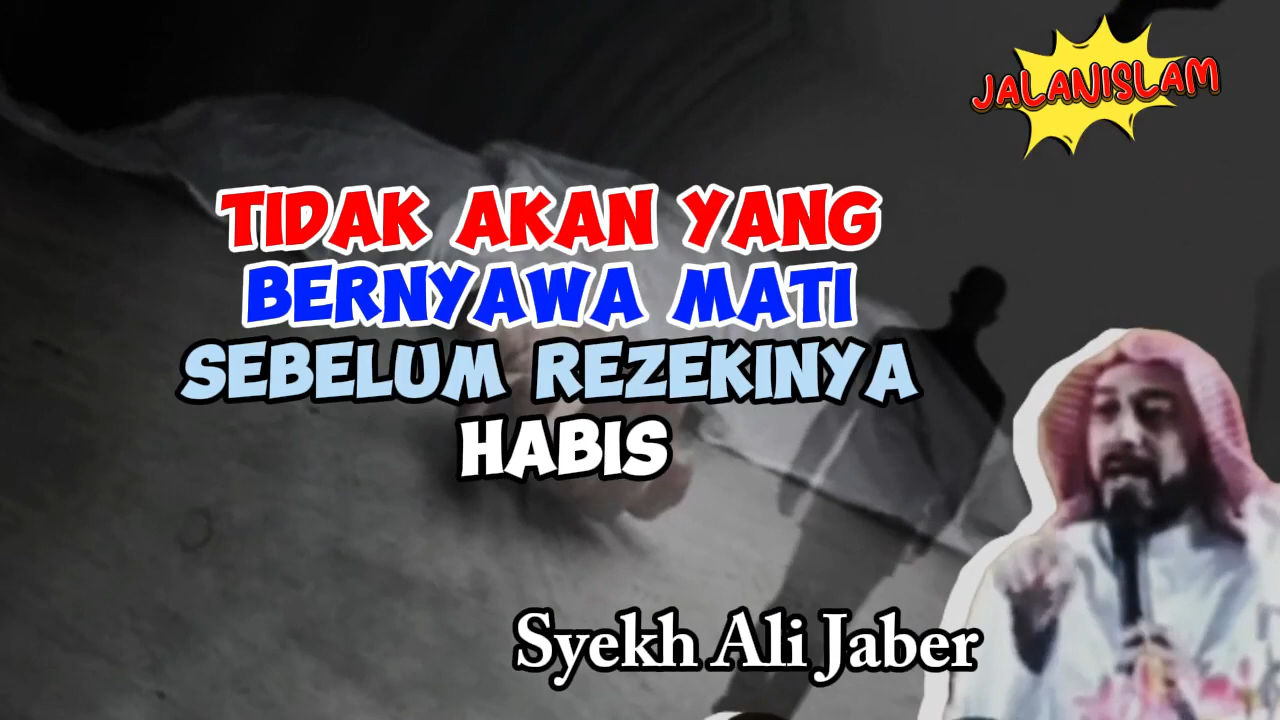 JALANISLAM
TIDAK AKAN YANG
BERNYAWA MATI
SEBELUM REZEKINYA
HABIS
Syekh Ali Jaber